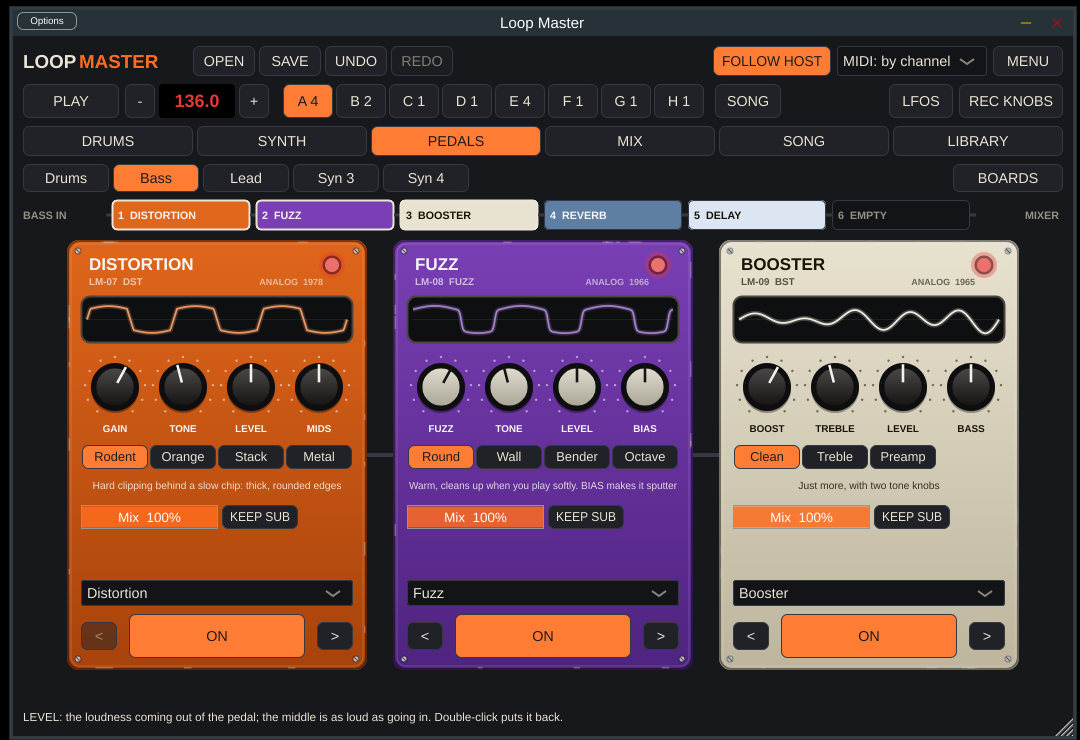 Options
Loop Master
LOOPMASTER OPEN SAVE UNDO REDO FOLLOW HOST MIDI: by channel MENU
PLAY - 136.0 + A 4 B 2 C 1 D 1 E 4 F 1 G 1 H 1 SONG LFOS REC KNOBS
DRUMS SYNTH PEDALS MIX SONG LIBRARY
Drums Bass Lead Syn 3 Syn 4 BOARDS
BASS IN 1 DISTORTION 2 FUZZ 3 BOOSTER 4 REVERB 5 DELAY 6 EMPTY MIXER
DISTORTION
LM-07 DST ANALOG 1978
GAIN TONE LEVEL MIDS
Rodent Orange Stack Metal
Hard clipping behind a slow chip: thick, rounded edges
Mix 100% KEEP SUB
Distortion
< ON >
FUZZ
LM-08 FUZZ ANALOG 1966
FUZZ TONE LEVEL BIAS
Round Wall Bender Octave
Warm, cleans up when you play softly. BIAS makes it sputter
Mix 100% KEEP SUB
Fuzz
< ON >
BOOSTER
LM-09 BST ANALOG 1965
BOOST TREBLE LEVEL BASS
Clean Treble Preamp
Just more, with two tone knobs
Mix 100% KEEP SUB
Booster
< ON >
LEVEL: the loudness coming out of the pedal; the middle is as loud as going in. Double-click puts it back.